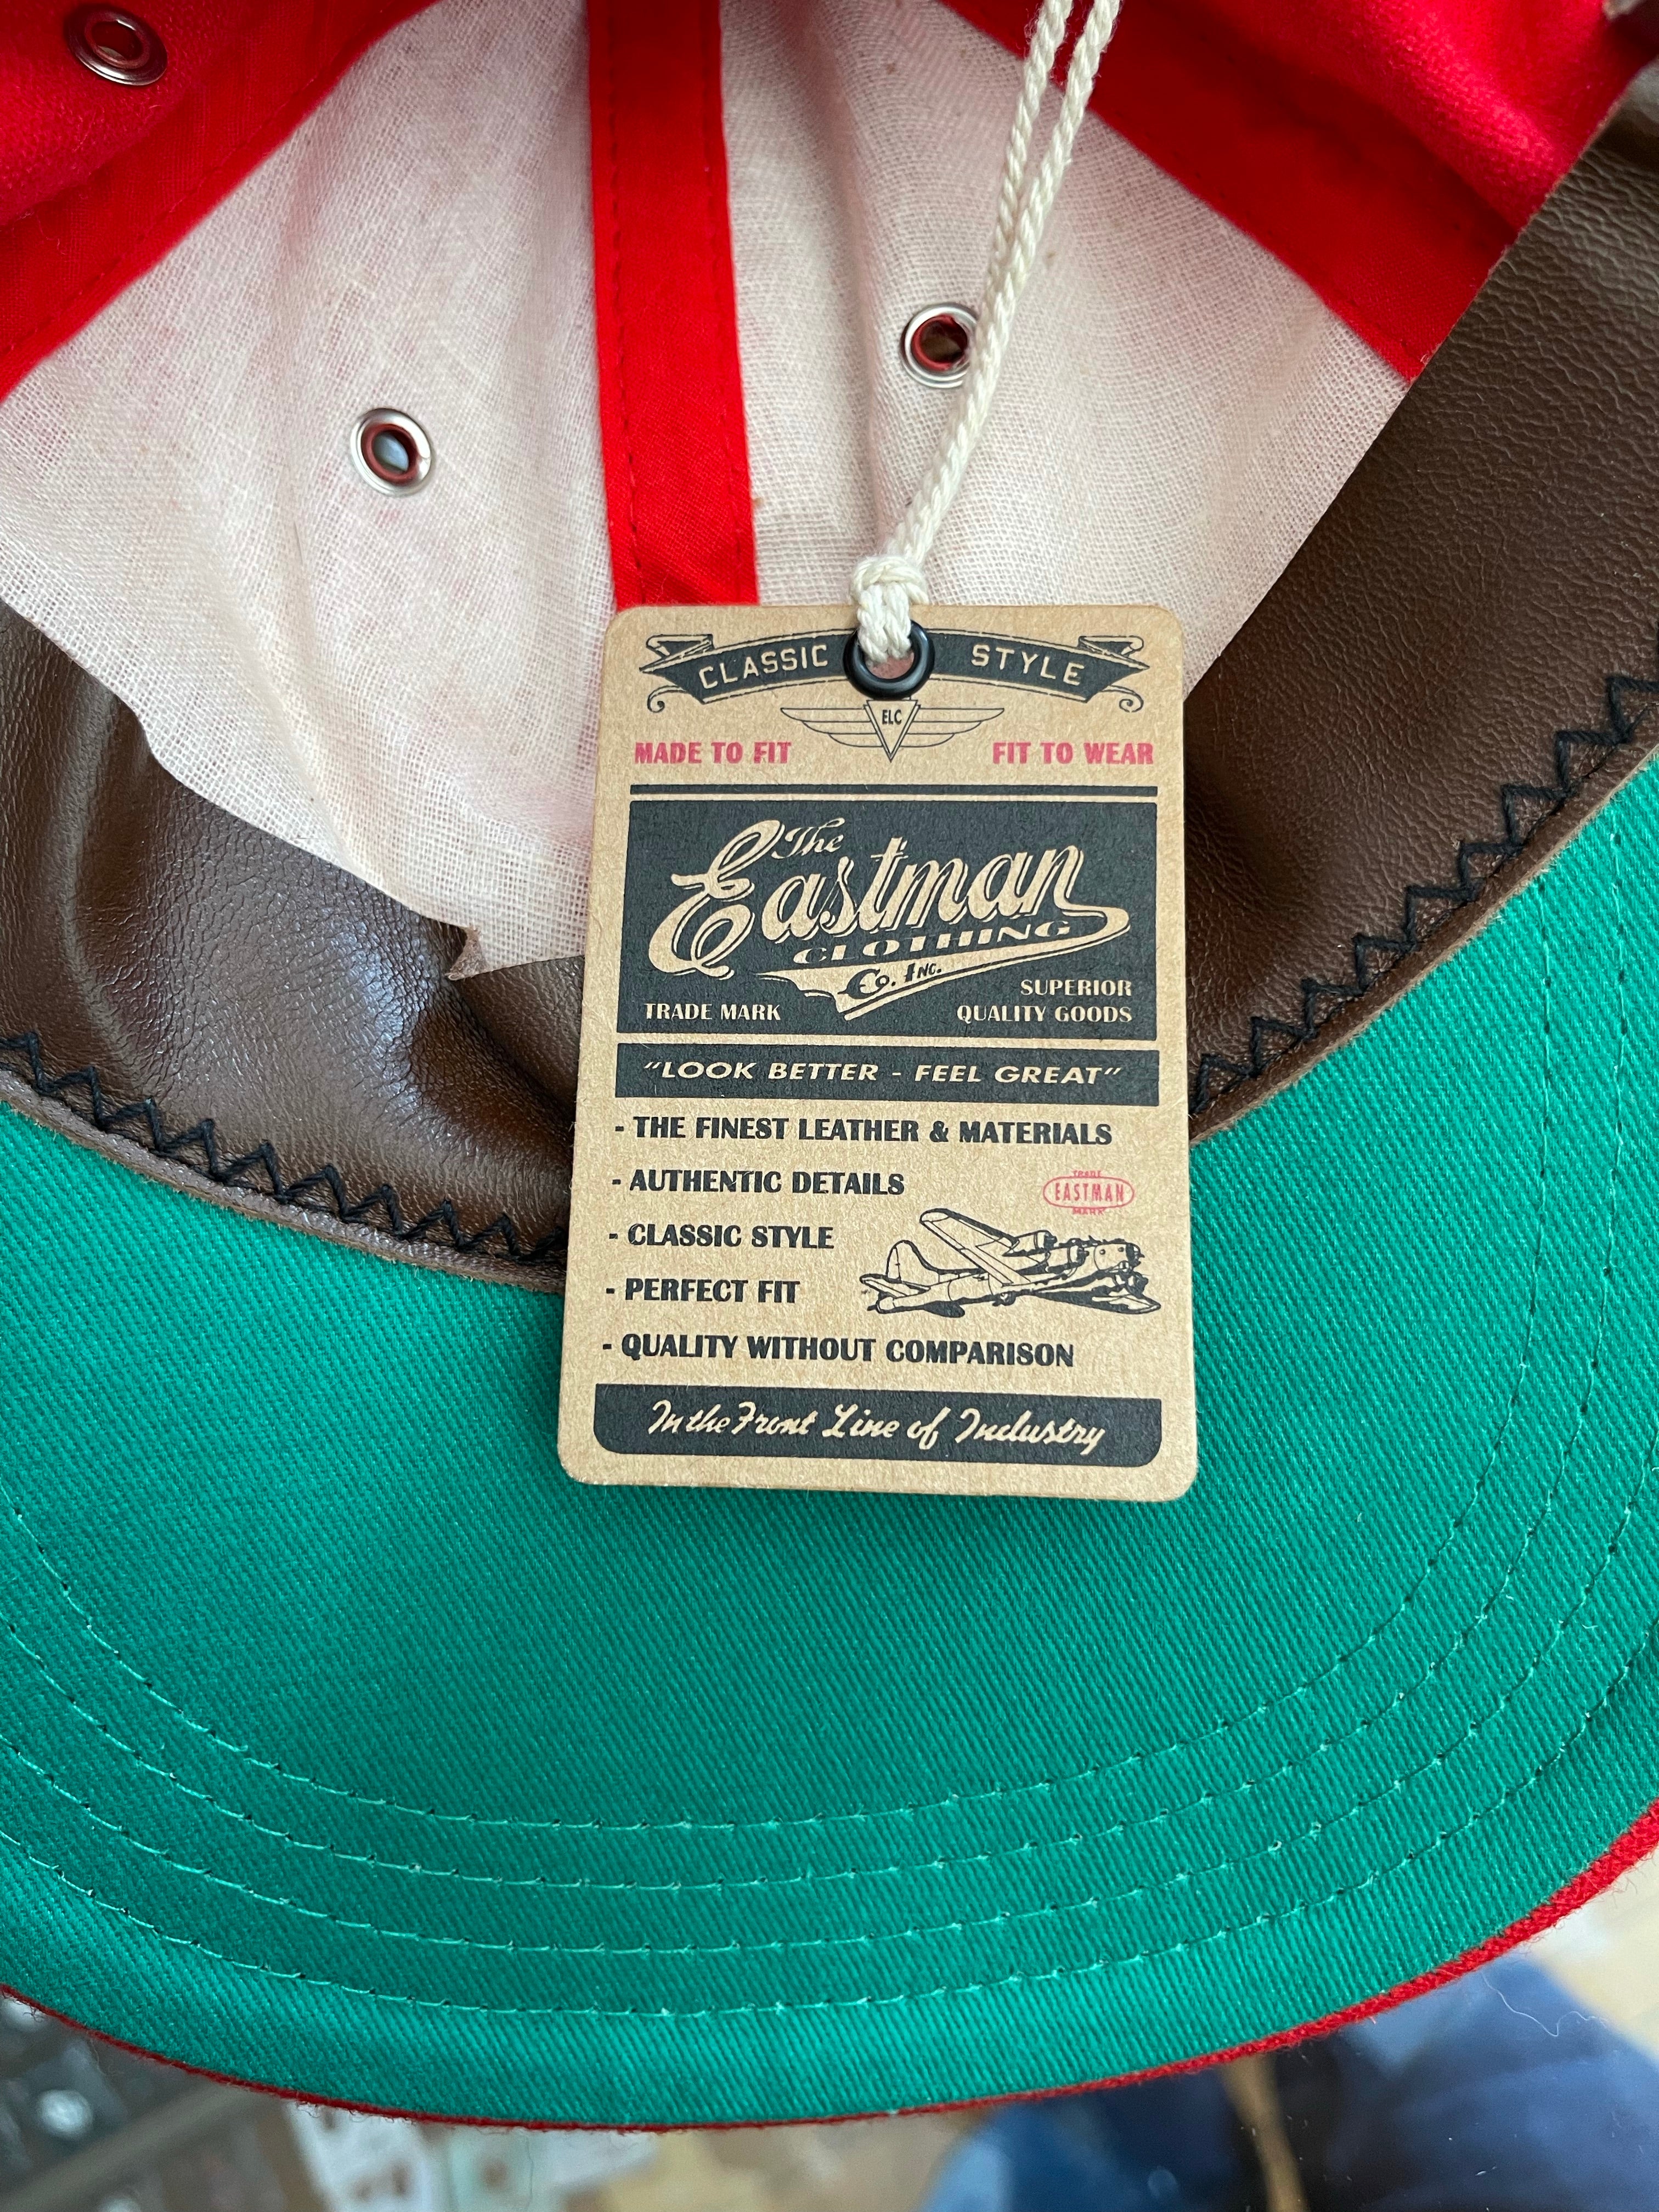 CLASSIC STYLE
ELC
MADE TO FIT FIT TO WEAR
The
Eastman
CLOTHING
Co. Inc.
TRADE MARK
SUPERIOR
QUALITY GOODS
"LOOK BETTER - FEEL GREAT"
- THE FINEST LEATHER & MATERIALS
- AUTHENTIC DETAILS
TRADE
EASTMAN
MARK
- CLASSIC STYLE
- PERFECT FIT
- QUALITY WITHOUT COMPARISON
In the Front Line of Industry